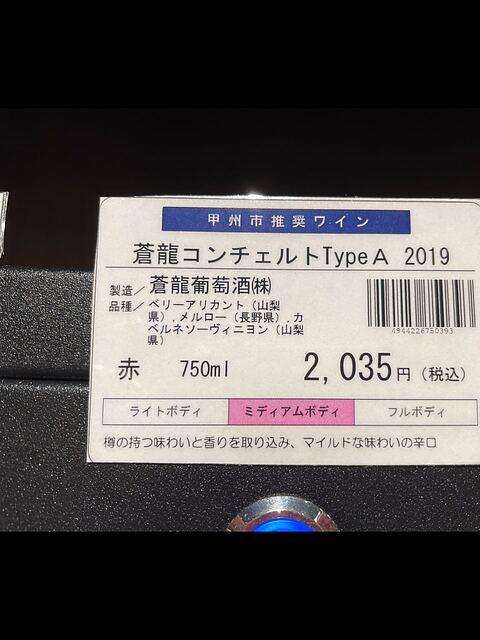 甲州市推奨ワイン
蒼龍コンチェルトTypeA 2019
製造／蒼龍葡萄酒㈱
品種／ベリーアリカント（山梨
県）,メルロー（長野県）,カ
ベルネソーヴィニヨン（山梨
県）
4944226750393
赤 750ml 2,035円（税込）
ライトボディ ミディアムボディ フルボディ
樽の持つ味わいと香りを取り込み、マイルドな味わいの辛口